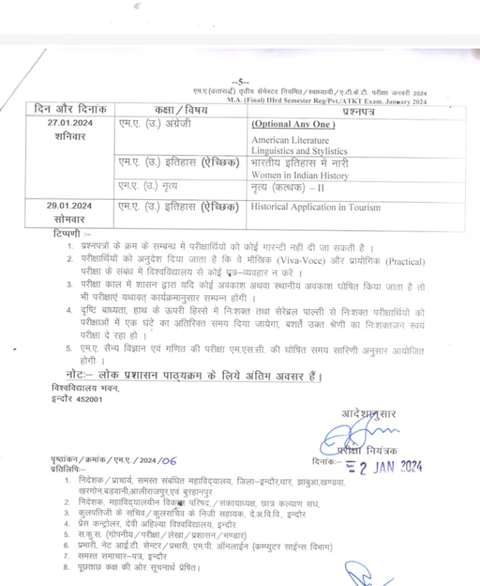 --5--
एम.ए.(उत्तरार्द्ध) तृतीय सेमेस्टर नियमित/स्वाध्यायी/ए.टी.के.टी. परीक्षा जनवरी 2024
M.A. (Final) IIIrd Semester Reg/Pvt./ATKT Exam. January 2024
दिन और दिनांक कक्षा/विषय प्रश्नपत्र
27.01.2024 एम.ए. (उ.) अंग्रेजी (Optional Any One )
शनिवार American Literature
Linguistics and Stylistics
एम.ए. (उ.) इतिहास (ऐच्छिक) भारतीय इतिहास में नारी
Women in Indian History
एम.ए. (उ.) नृत्य नृत्य (कत्थक) – II
29.01.2024 एम.ए. (उ.) इतिहास (ऐच्छिक) Historical Application in Tourism
सोमवार
टिप्पणी :–
1. प्रश्नपत्रों के क्रम के सम्बन्ध में परीक्षार्थियों को कोई गारन्टी नही दी जा सकती है ।
2. परीक्षार्थियों को अनुदेश दिया जाता है कि वे मौखिक (Viva-Voce) और प्रायोगिक (Practical)
परीक्षा के संबंध में विश्वविद्यालय से कोई पत्र–व्यवहार न करें ।
3. परीक्षा काल में शासन द्वारा यदि कोई अवकाश अथवा स्थानीय अवकाश घोषित किया जाता है तो
भी परीक्षाएं यथावत् कार्यक्रमानुसार सम्पन्न होंगी ।
4. दृष्टि बाध्यता, हाथ के ऊपरी हिस्से में निःशक्त तथा सेरेब्रल पाल्सी से निःशक्त परीक्षार्थियों को
परीक्षाओं में एक घंटे का अतिरिक्त समय दिया जायेगा, बशर्ते उक्त श्रेणी का निःशक्तजन स्वयं
परीक्षा दे रहा हो ।
5. एम.ए. सैन्य विज्ञान एवं गणित की परीक्षा एम.एस.सी. की घोषित समय सारिणी अनुसार आयोजित
होगी ।
नोटः– लोक प्रशासन पाठ्यक्रम के लिये अंतिम अवसर हैं ।
विश्वविद्यालय भवन,
इन्दौर 452001
आदेशानुसार
परीक्षा नियंत्रक
पृष्ठांकन/क्रमांक/एम.ए./2024/06 दिनांकः– 2 JAN 2024
प्रतिलिपिः–
1. निदेशक/प्राचार्य, समस्त संबंधित महाविद्यालय, जिला–इन्दौर,धार, झाबुआ,खण्डवा,
खरगोन,बड़वानी,आलीराजपुर,एवं बुरहानपुर
2. निदेशक, महाविद्यालयीन विकास परिषद्,/संकायाध्यक्ष, छात्र कल्याण संघ,
3. कुलपतिजी के सचिव/कुलसचिव के निजी सहायक, दे.अ.वि.वि., इन्दौर
4. प्रेस कन्ट्रोलर, देवी अहिल्या विश्वविद्यालय, इन्दौर
5. स.कु.स. (गोपनीय/परीक्षा/लेखा/प्रशासन/भण्डार)
6. प्रभारी, नेट आई.टी. सेन्टर/प्रभारी, एम.पी. ऑनलाईन (कम्प्युटर साईन्स विभाग)
7. समस्त समाचार–पत्र, इन्दौर
8. पूछताछ कक्ष की ओर सूचनार्थ प्रेषित ।